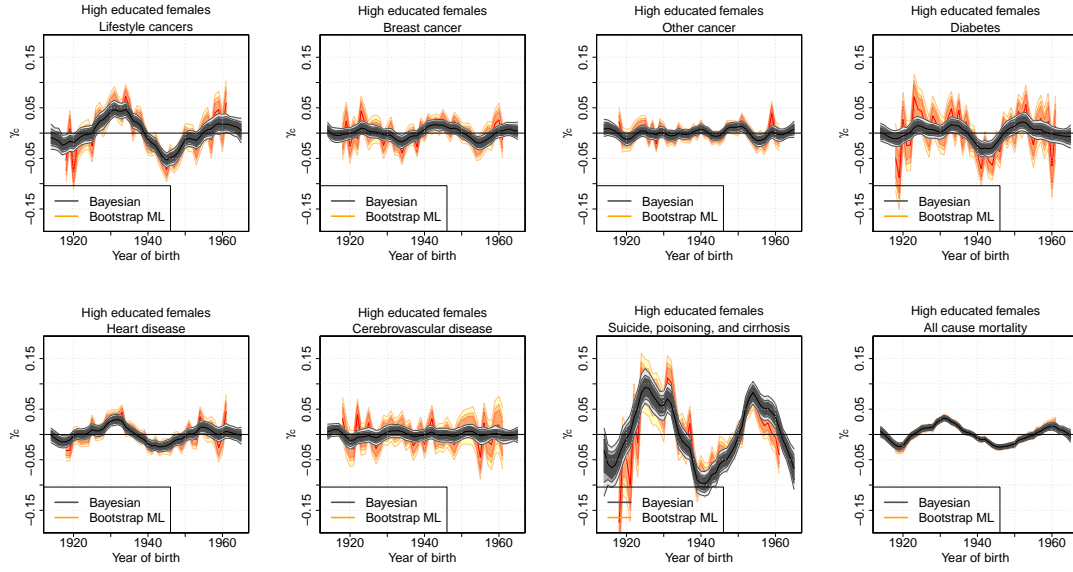 High educated females
Lifestyle cancers
0.15
0.05
−0.05
−0.15
γc
Bayesian
Bootstrap ML
1920
1940
1960
Year of birth
High educated females
Breast cancer
0.15
0.05
−0.05
−0.15
γc
Bayesian
Bootstrap ML
1920
1940
1960
Year of birth
High educated females
Other cancer
0.15
0.05
−0.05
−0.15
γc
Bayesian
Bootstrap ML
1920
1940
1960
Year of birth
High educated females
Diabetes
0.15
0.05
−0.05
−0.15
γc
Bayesian
Bootstrap ML
1920
1940
1960
Year of birth
High educated females
Heart disease
0.15
0.05
−0.05
−0.15
γc
Bayesian
Bootstrap ML
1920
1940
1960
Year of birth
High educated females
Cerebrovascular disease
0.15
0.05
−0.05
−0.15
γc
Bayesian
Bootstrap ML
1920
1940
1960
Year of birth
High educated females
Suicide, poisoning, and cirrhosis
0.15
0.05
−0.05
−0.15
γc
Bayesian
Bootstrap ML
1920
1940
1960
Year of birth
High educated females
All cause mortality
0.15
0.05
−0.05
−0.15
γc
Bayesian
Bootstrap ML
1920
1940
1960
Year of birth